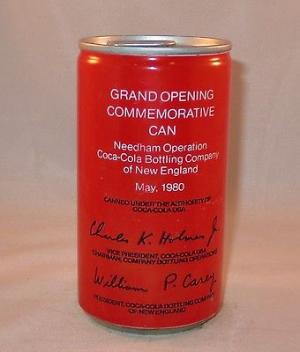 GRAND OPENING
COMMEMORATIVE
CAN
Needham Operation
Coca-Cola Bottling Company
of New England
May, 1980
CANNED UNDER THE AUTHORITY OF
COCA-COLA USA
Charles K. Holmes Jr.
VICE PRESIDENT, COCA-COLA USA
CHAIRMAN, COMPANY BOTTLING OPERATIONS
William P. Carey
PRESIDENT, COCA-COLA BOTTLING COMPANY
OF NEW ENGLAND